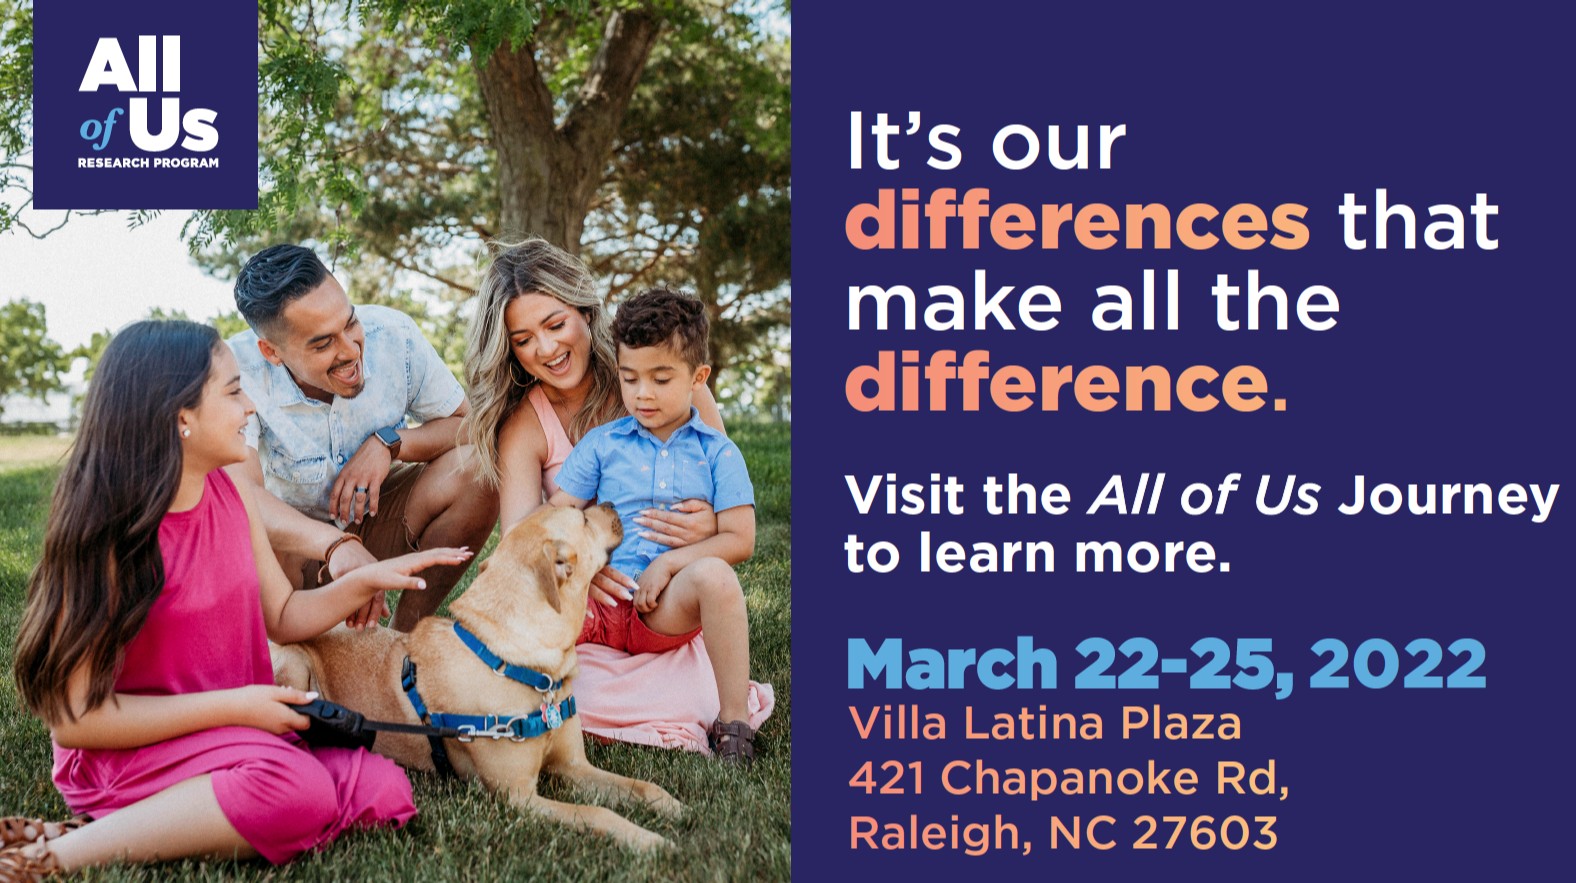 All
of Us
RESEARCH PROGRAM
It’s our
differences that
make all the
difference.
Visit the All of Us Journey
to learn more.
March 22-25, 2022
Villa Latina Plaza
421 Chapanoke Rd,
Raleigh, NC 27603